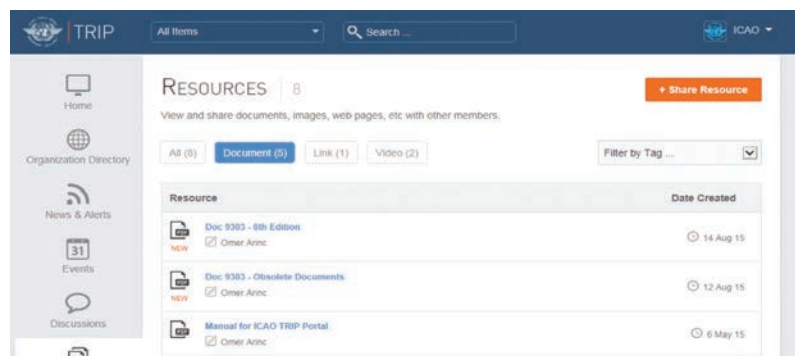 TRIP
All Items
Search ...
ICAO
Home
Organization Directory
News & Alerts
31
Events
Discussions
RESOURCES | 8
+ Share Resource
View and share documents, images, web pages, etc with other members.
All (8) Document (5) Link (1) Video (2) Filter by Tag ...
Resource Date Created
PDF
NEW
Doc 9303 - 6th Edition
Omer Arinc
14 Aug 15
PDF
NEW
Doc 9303 - Obsolete Documents
Omer Arinc
12 Aug 15
PDF
Manual for ICAO TRIP Portal
Omer Arinc
6 May 15